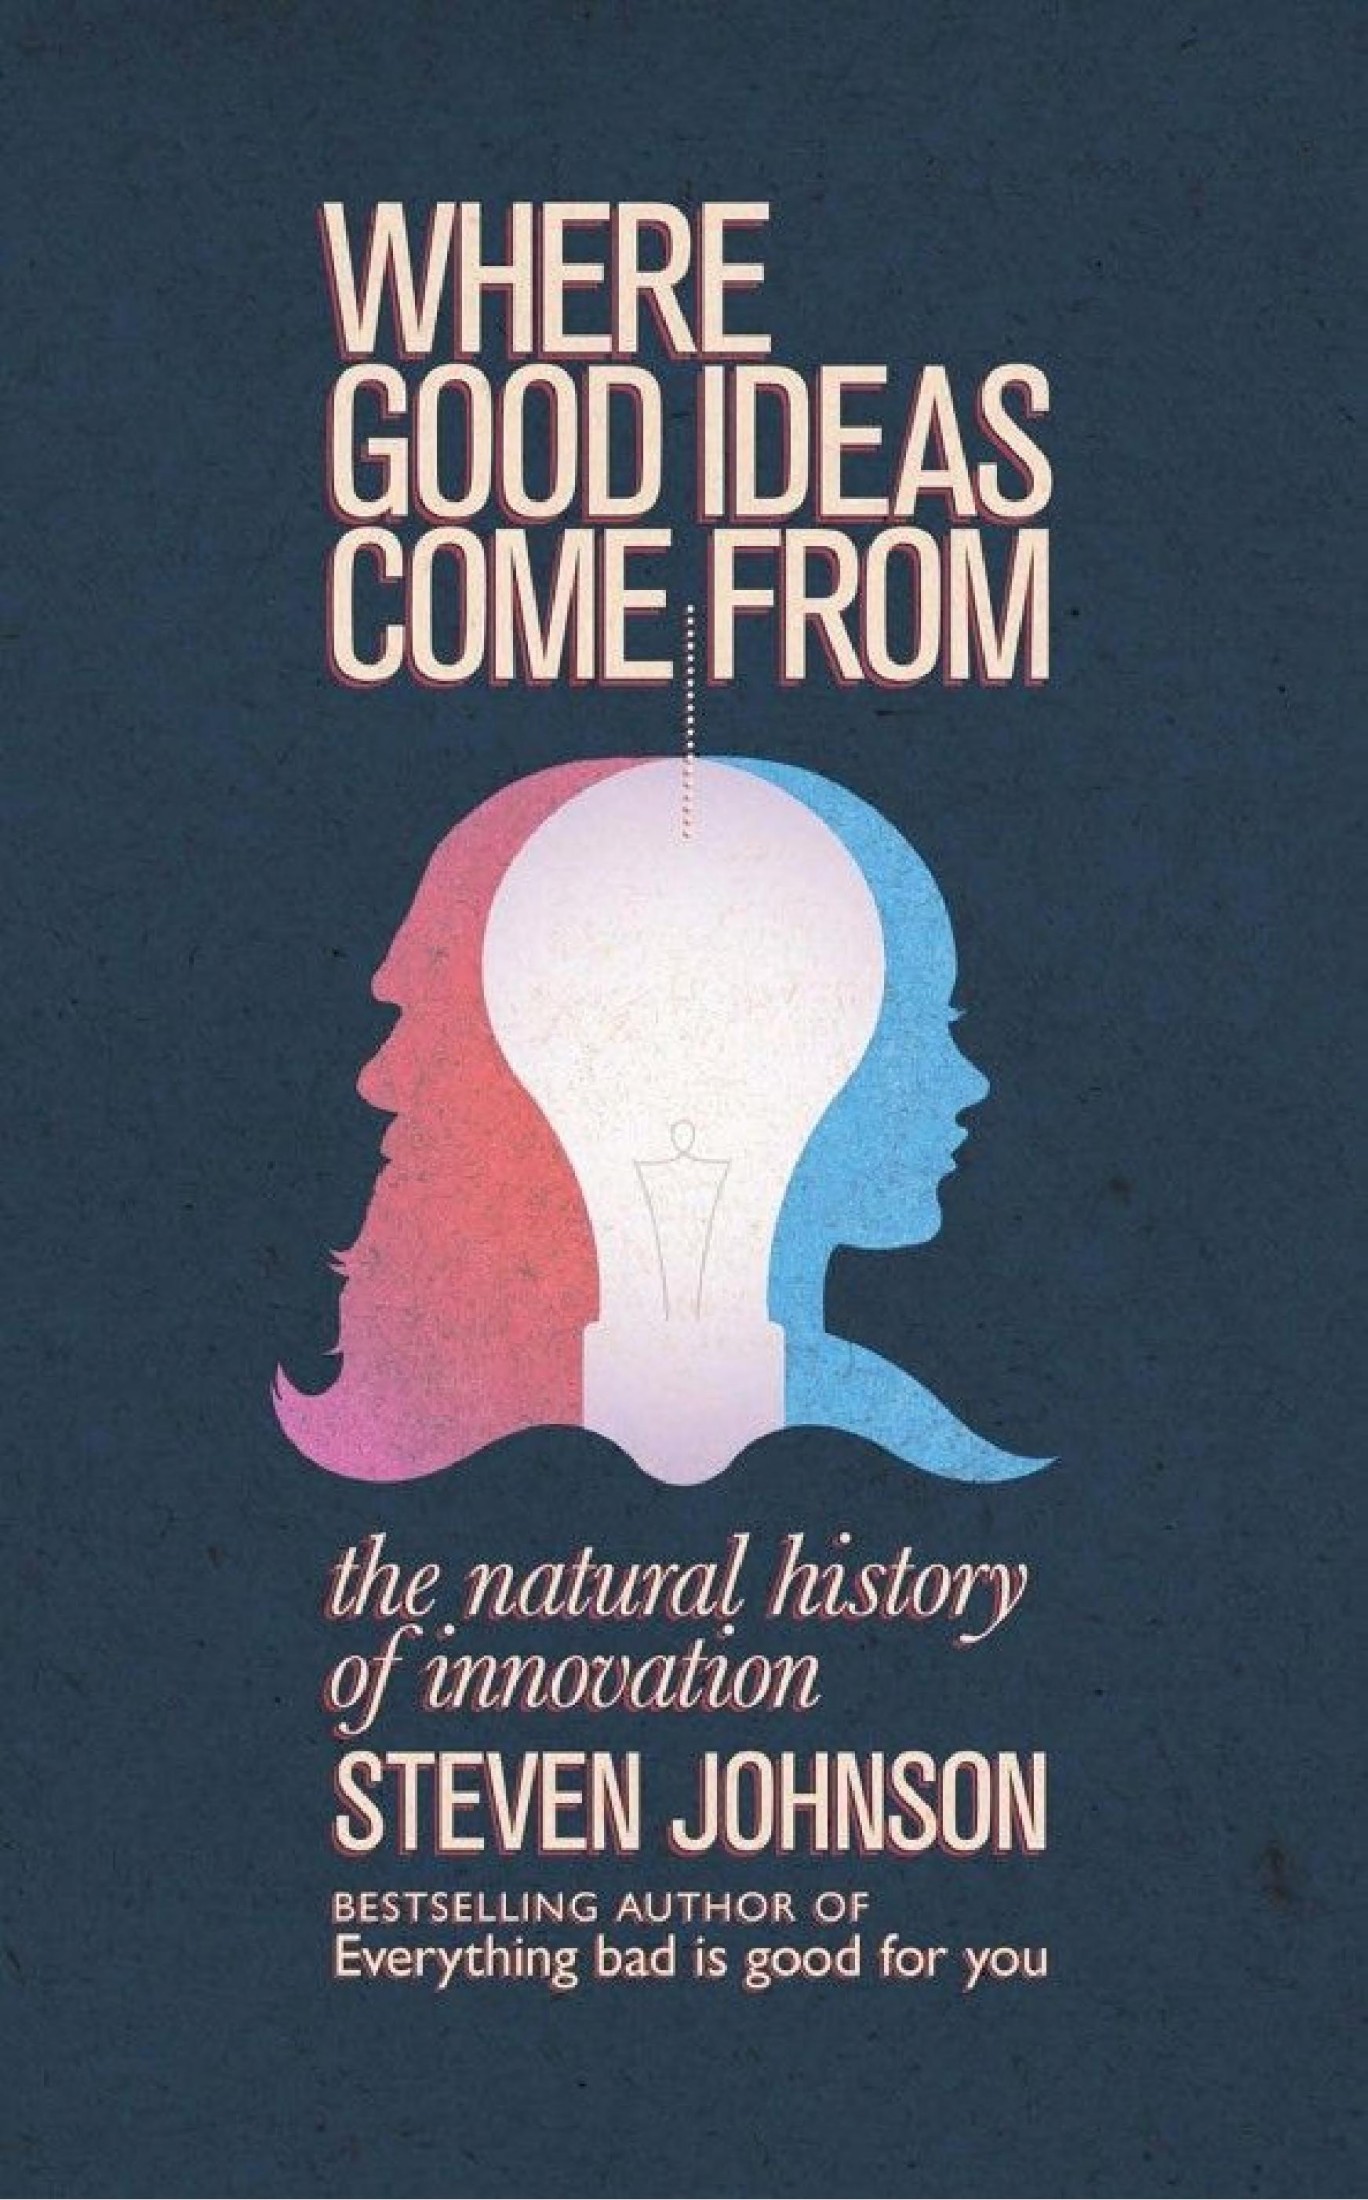 WHERE
GOOD IDEAS
COME FROM
the natural history
of innovation
STEVEN JOHNSON
BESTSELLING AUTHOR OF
Everything bad is good for you